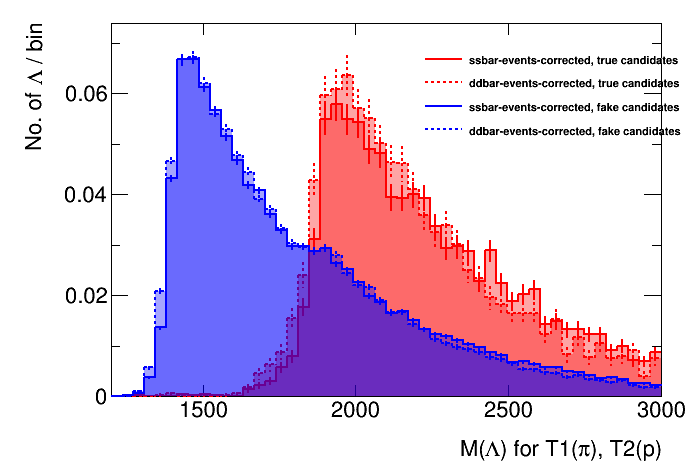 No. of Λ / bin
ssbar-events-corrected, true candidates
ddbar-events-corrected, true candidates
ssbar-events-corrected, fake candidates
ddbar-events-corrected, fake candidates
0.06
0.04
0.02
0
1500
2000
2500
3000
M(Λ) for T1(π), T2(p)